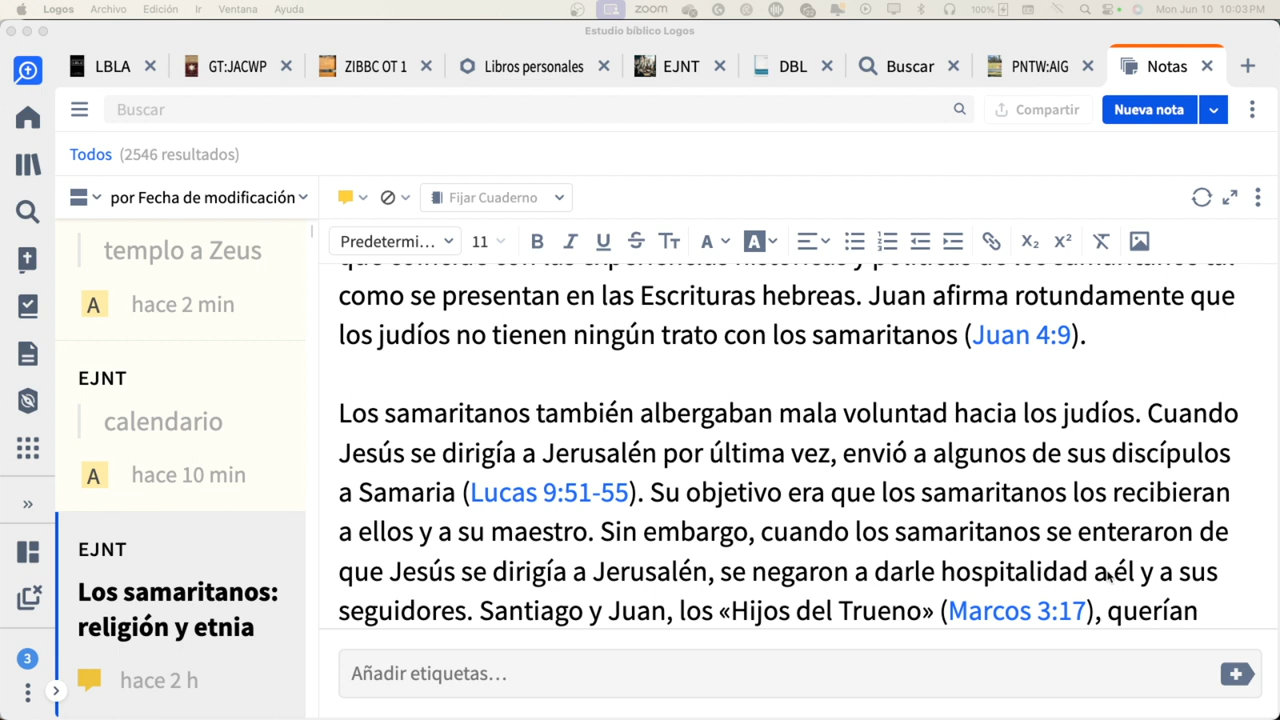 Logos Archivo Edición Ir Ventana Ayuda zoom 100% Mon Jun 10 10:03 PM
Estudio bíblico Logos
LBLA GT:JACWP ZIBBC OT 1 Libros personales EJNT DBL Buscar PNTW:AIG Notas
Buscar Compartir Nueva nota
Todos (2546 resultados)
por Fecha de modificación Fijar Cuaderno
Predetermi... 11 B I U S Tт A A X₂ X²
templo a Zeus
A hace 2 min
EJNT
calendario
A hace 10 min
EJNT
Los samaritanos:
religión y etnia
hace 2 h
3
como se presentan en las Escrituras hebreas. Juan afirma rotundamente que
los judíos no tienen ningún trato con los samaritanos (Juan 4:9).
Los samaritanos también albergaban mala voluntad hacia los judíos. Cuando
Jesús se dirigía a Jerusalén por última vez, envió a algunos de sus discípulos
a Samaria (Lucas 9:51-55). Su objetivo era que los samaritanos los recibieran
a ellos y a su maestro. Sin embargo, cuando los samaritanos se enteraron de
que Jesús se dirigía a Jerusalén, se negaron a darle hospitalidad a él y a sus
seguidores. Santiago y Juan, los «Hijos del Trueno» (Marcos 3:17), querían
Añadir etiquetas...